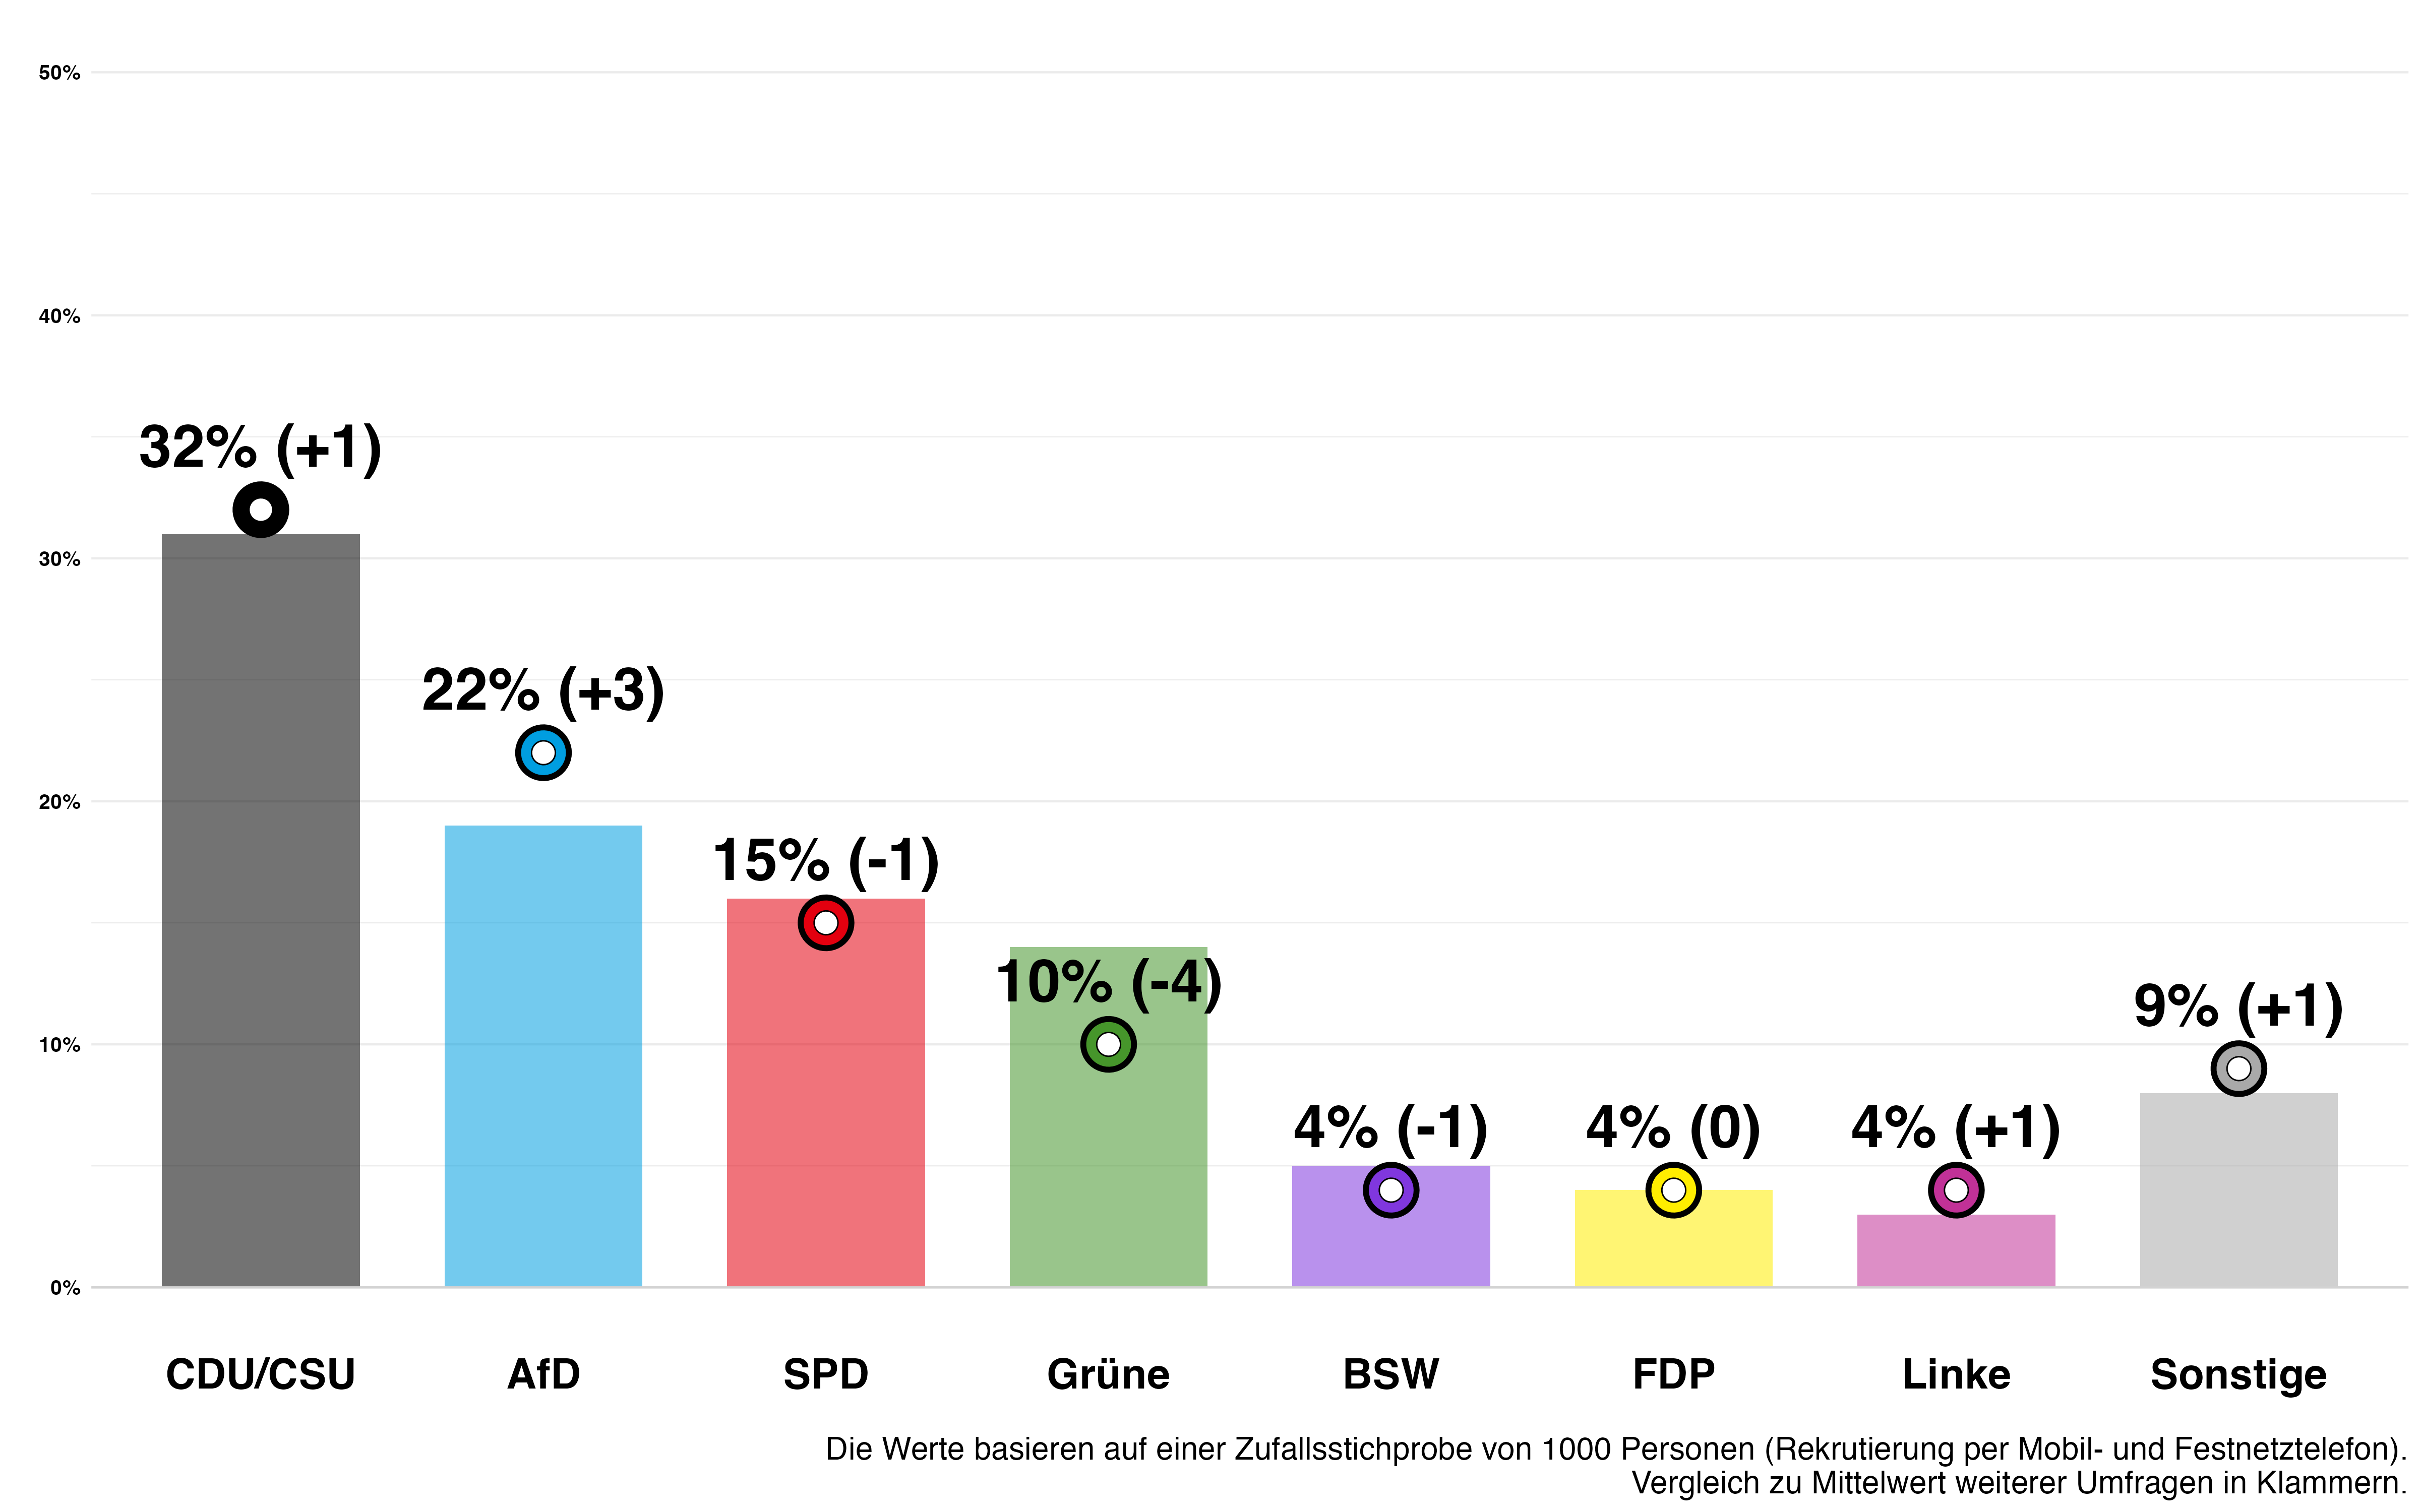 50%
40%
32% (+1)
30%
22% (+3)
20%
15% (-1)
10% (-4)
10%
9% (+1)
4% (-1)
4% (0)
4% (+1)
0%
CDU/CSU
AfD
SPD
Grüne
BSW
FDP
Linke
Sonstige
Die Werte basieren auf einer Zufallsstichprobe von 1000 Personen (Rekrutierung per Mobil- und Festnetztelefon).
Vergleich zu Mittelwert weiterer Umfragen in Klammern.